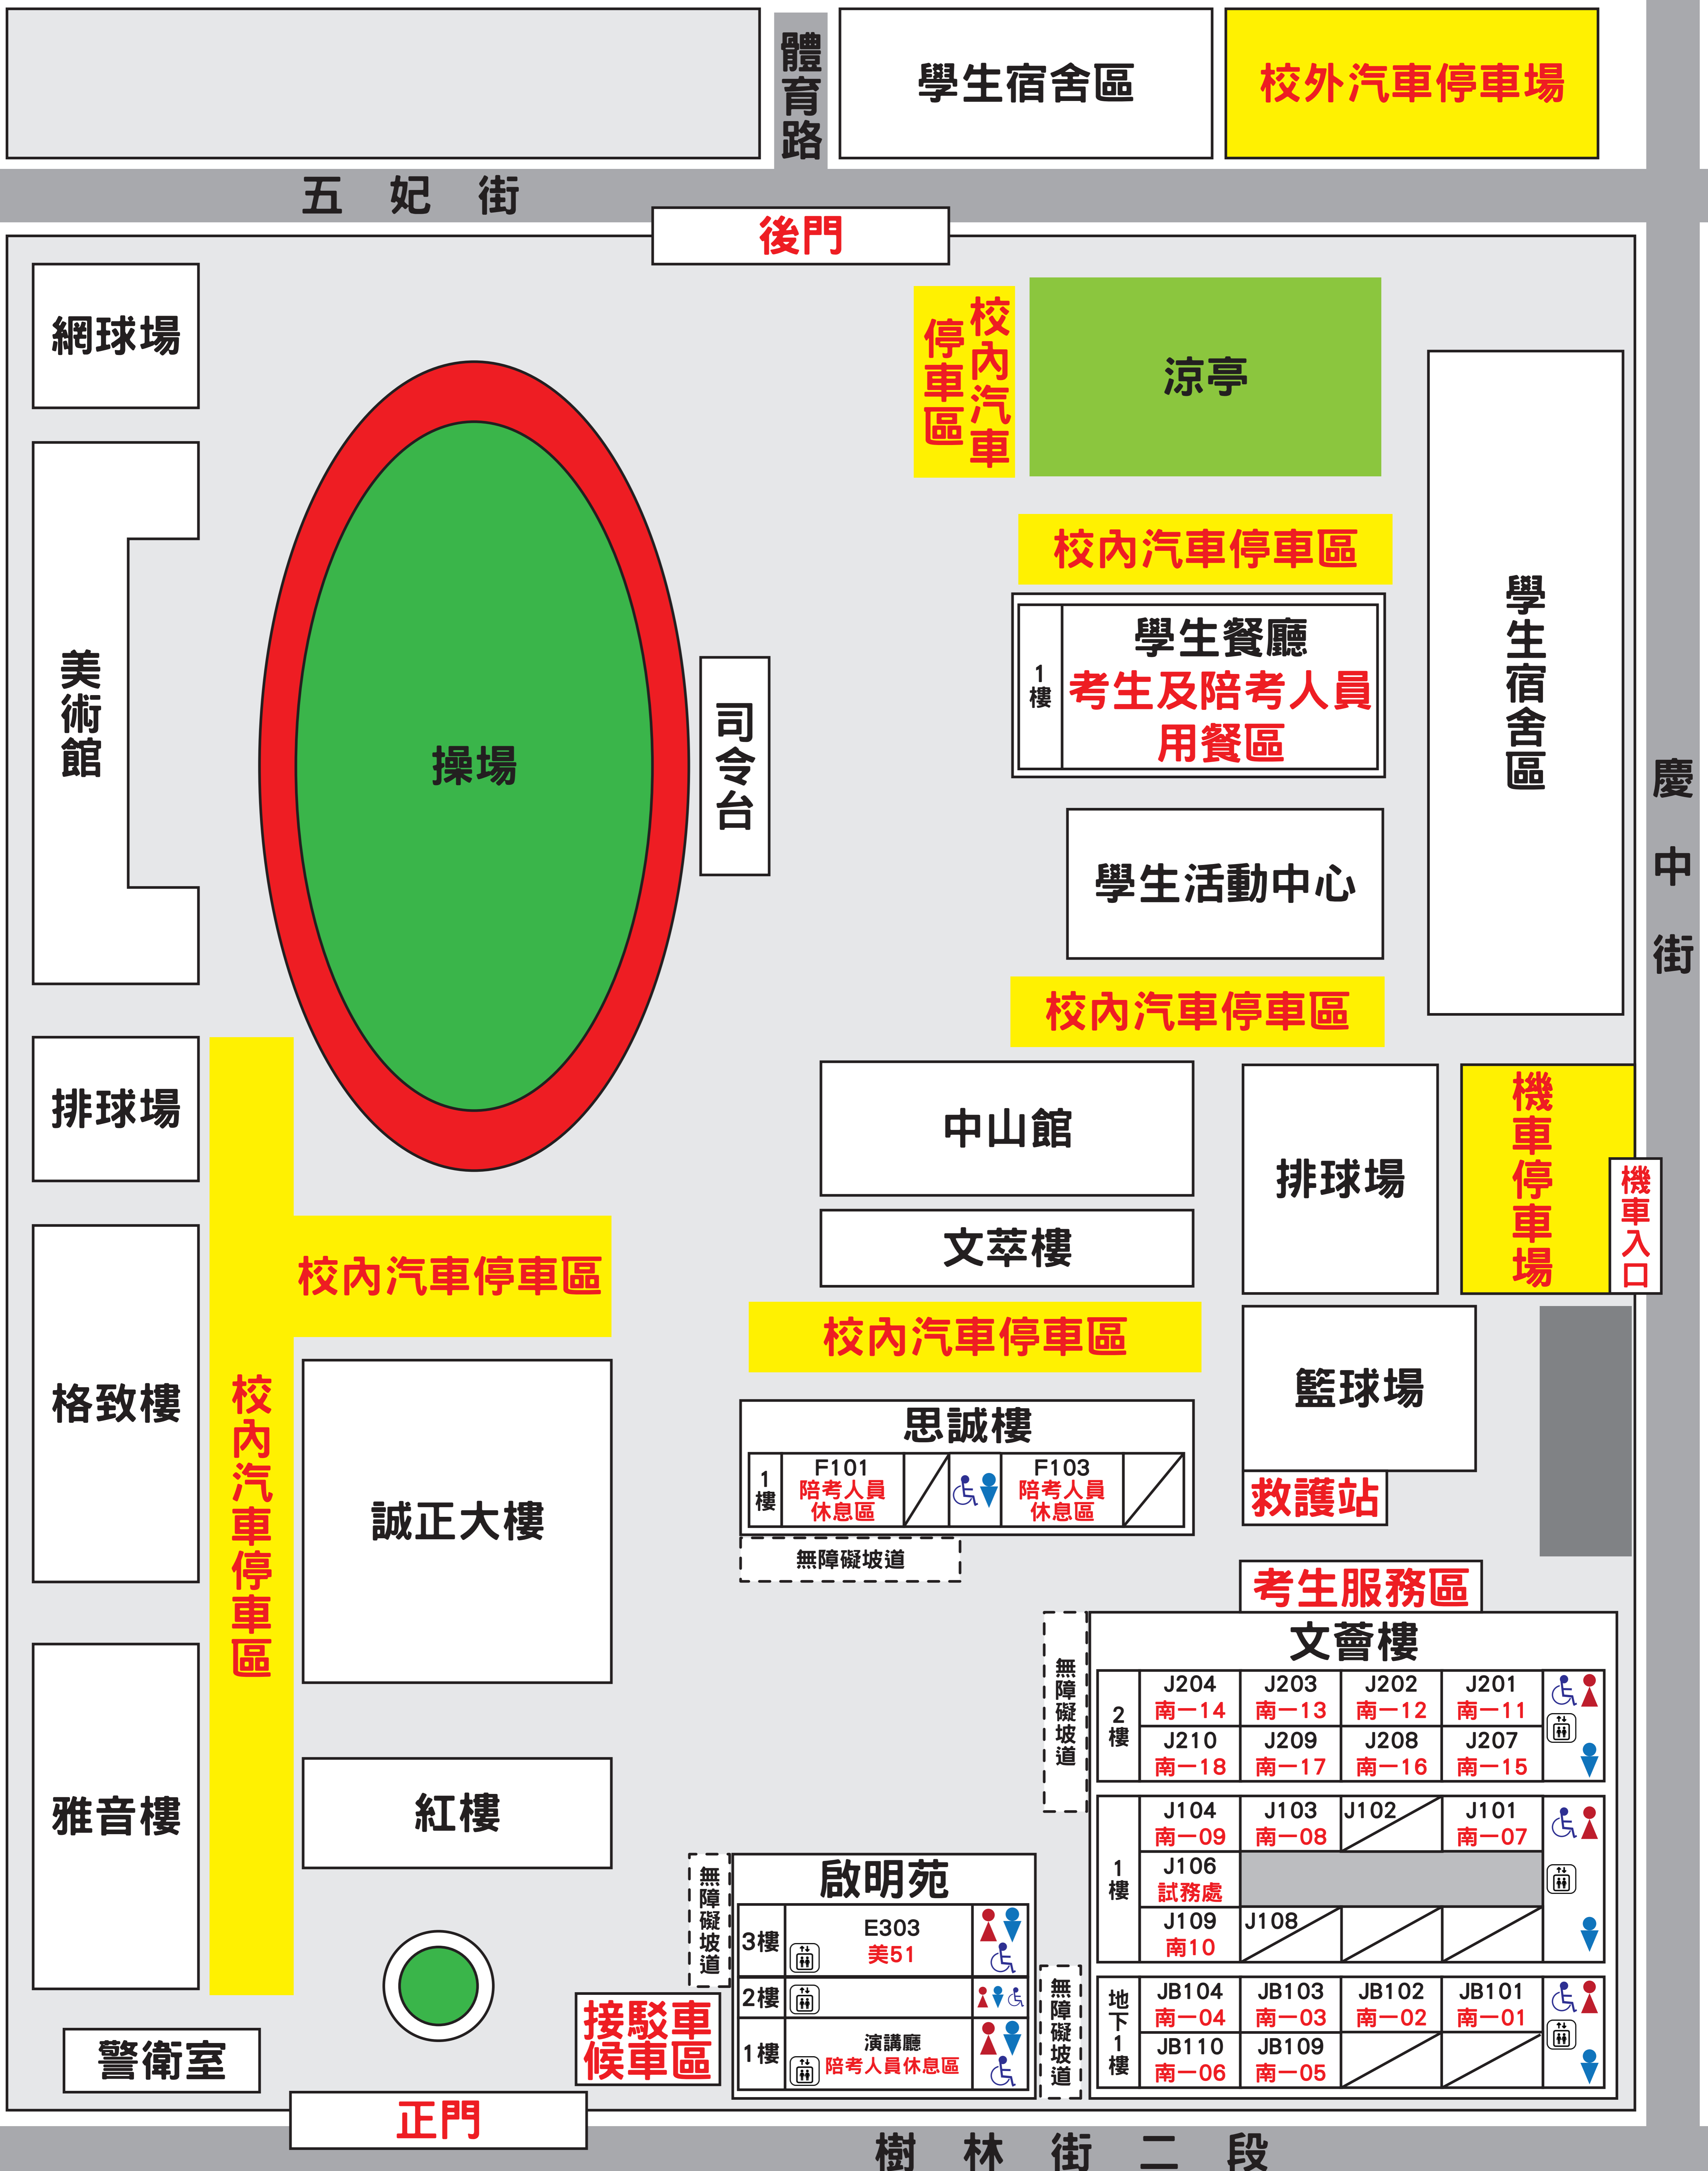 體育路
學生宿舍區
校外汽車停車場
五妃街
後門
網球場
校內汽車
停車區
涼亭
校內汽車停車區
學生宿舍區
慶中街
美術館
操場
司令台
1樓
學生餐廳
考生及陪考人員
用餐區
學生活動中心
校內汽車停車區
排球場
中山館
排球場
機車停車場
機車入口
文萃樓
校內汽車停車區
校內汽車停車區
格致樓
校內汽車停車區
誠正大樓
籃球場
救護站
思誠樓
1樓
F101
陪考人員
休息區
F103
陪考人員
休息區
無障礙坡道
考生服務區
文薈樓
無障礙坡道
2樓
J204
南一14
J203
南一13
J202
南一12
J201
南一11
J210
南一18
J209
南一17
J208
南一16
J207
南一15
1樓
J104
南一09
J103
南一08
J102
J101
南一07
J106
試務處
J109
南10
J108
地下1樓
JB104
南一04
JB103
南一03
JB102
南一02
JB101
南一01
JB110
南一06
JB109
南一05
無障礙坡道
雅音樓
紅樓
無障礙坡道
啟明苑
3樓
E303
美51
2樓
1樓
演講廳
陪考人員休息區
接駁車
候車區
警衛室
正門
樹林街二段